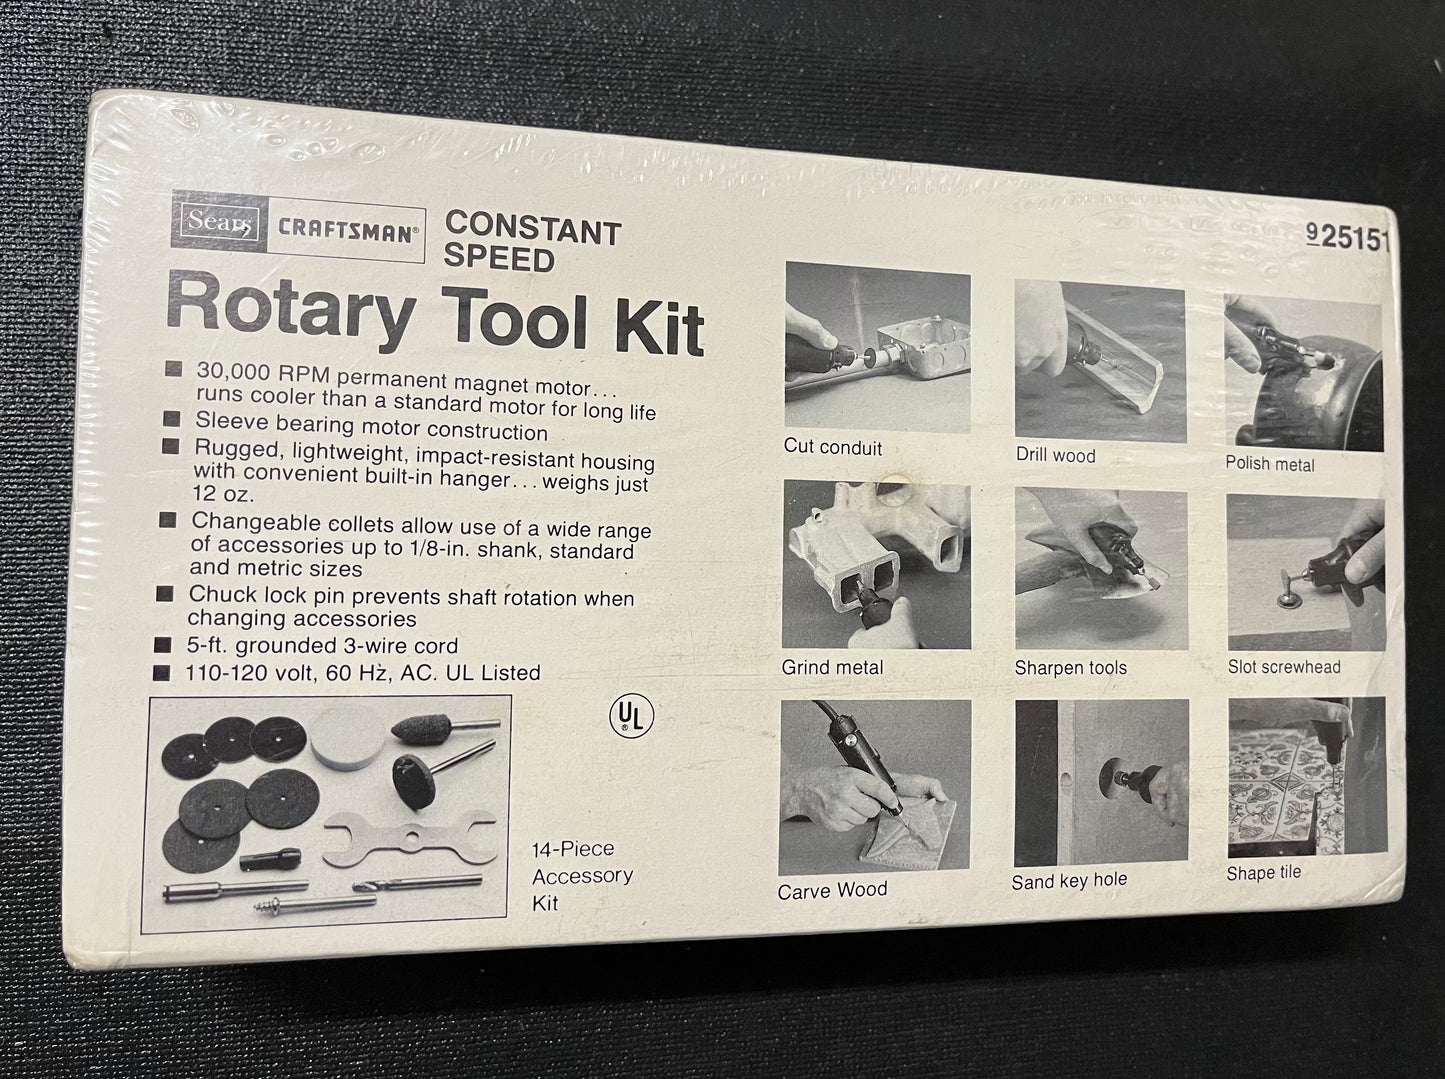 Sears CRAFTSMAN® CONSTANT
SPEED
Rotary Tool Kit
■ 30,000 RPM permanent magnet motor...
runs cooler than a standard motor for long life
■ Sleeve bearing motor construction
■ Rugged, lightweight, impact-resistant housing
with convenient built-in hanger...weighs just
12 oz.
■ Changeable collets allow use of a wide range
of accessories up to 1/8-in. shank, standard
and metric sizes
■ Chuck lock pin prevents shaft rotation when
changing accessories
■ 5-ft. grounded 3-wire cord
■ 110-120 volt, 60 Hz, AC. UL Listed
UL®
14-Piece
Accessory
Kit
925151
Cut conduit
Drill wood
Polish metal
Grind metal
Sharpen tools
Slot screwhead
Carve Wood
Sand key hole
Shape tile